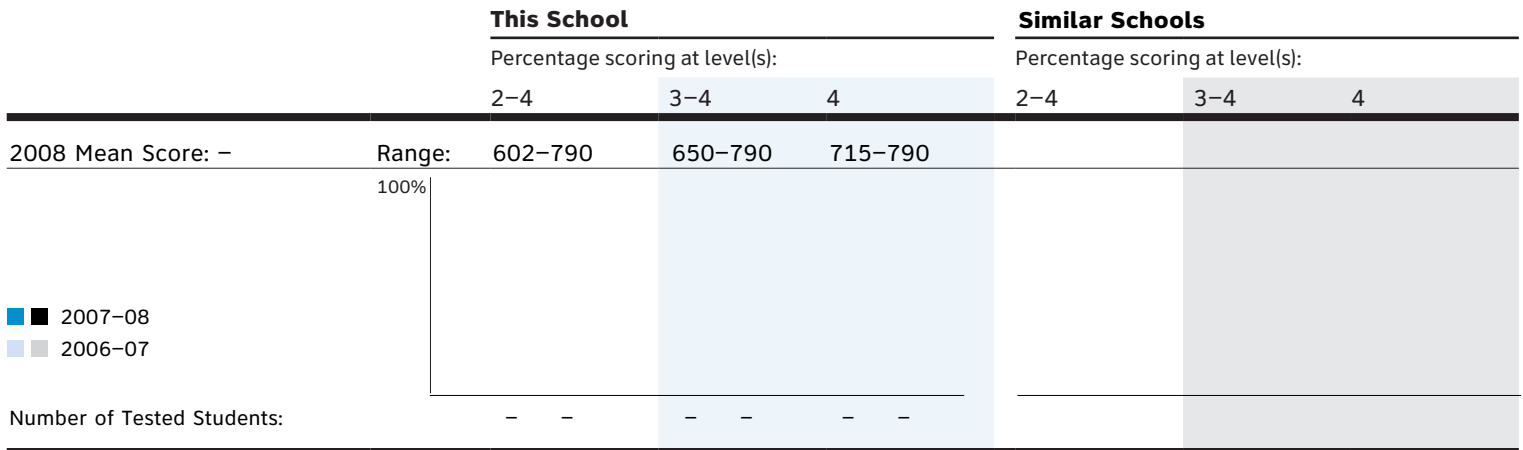 This School Similar Schools
Percentage scoring at level(s): Percentage scoring at level(s):
2–4 3–4 4 2–4 3–4 4
2008 Mean Score: – Range: 602–790 650–790 715–790
100%
2007–08
2006–07
Number of Tested Students: – – – – – –